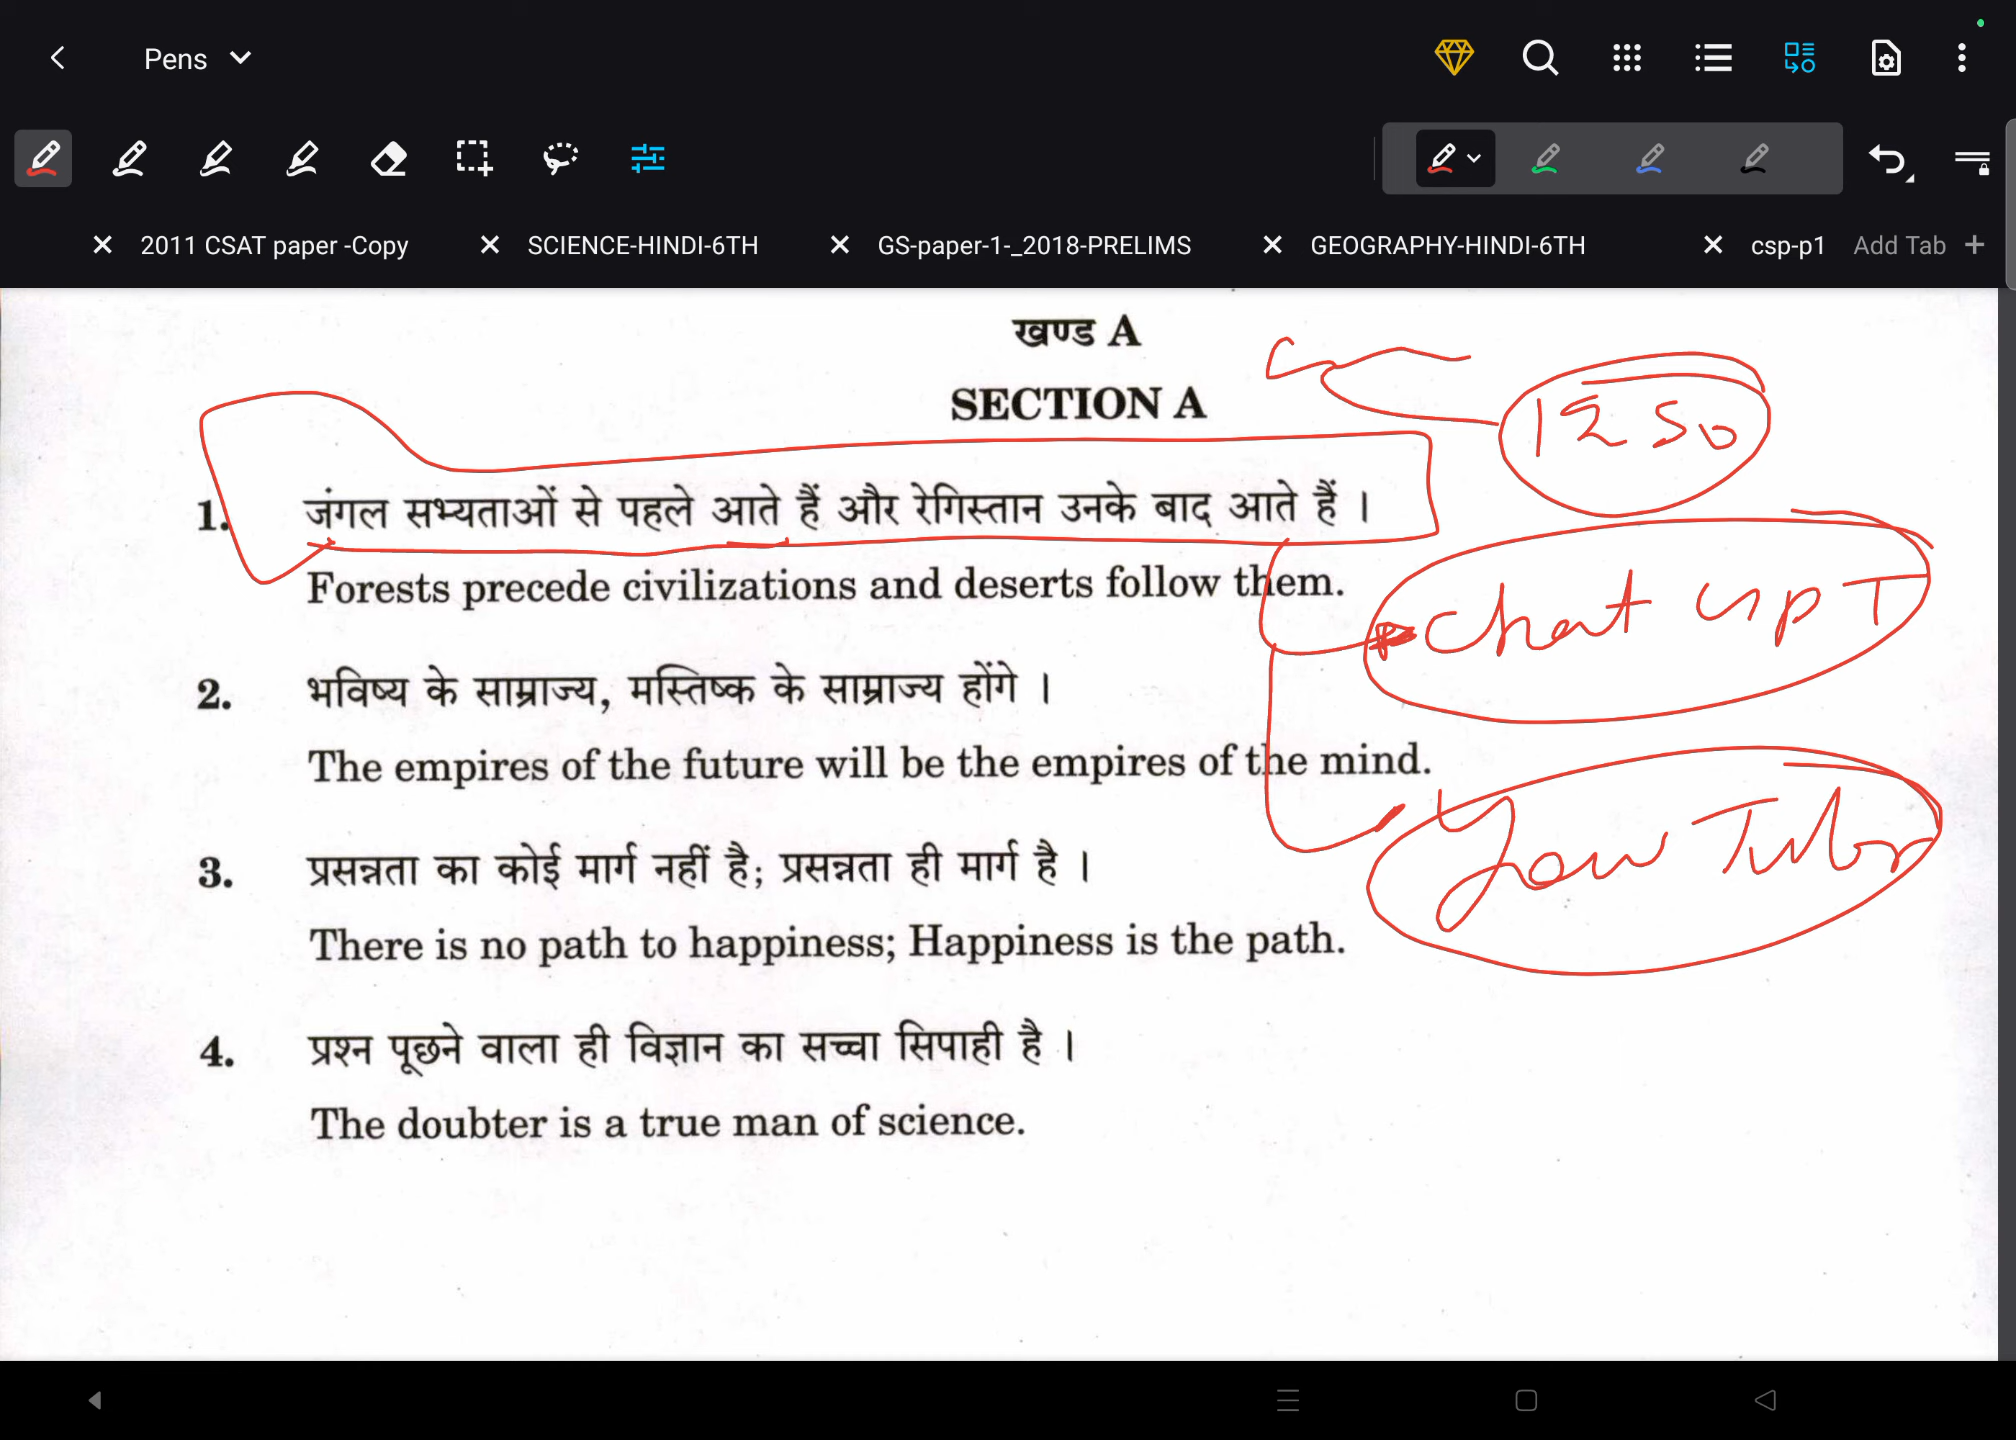 Pens
2011 CSAT paper -Copy
SCIENCE-HINDI-6TH
GS-paper-1-_2018-PRELIMS
GEOGRAPHY-HINDI-6TH
csp-p1
Add Tab +
खण्ड A
SECTION A
1250
1. जंगल सभ्यताओं से पहले आते हैं और रेगिस्तान उनके बाद आते हैं ।
Forests precede civilizations and deserts follow them.
Chat GPT
2. भविष्य के साम्राज्य, मस्तिष्क के साम्राज्य होंगे ।
The empires of the future will be the empires of the mind.
You Tube
3. प्रसन्नता का कोई मार्ग नहीं है; प्रसन्नता ही मार्ग है ।
There is no path to happiness; Happiness is the path.
4. प्रश्न पूछने वाला ही विज्ञान का सच्चा सिपाही है ।
The doubter is a true man of science.